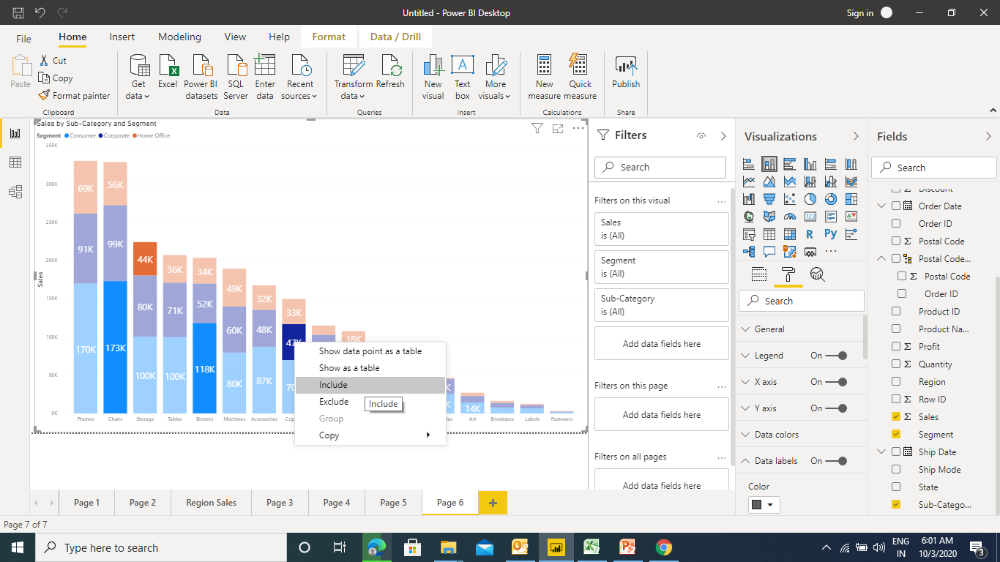 Untitled - Power BI Desktop
Sign in
File
Home
Insert
Modeling
View
Help
Format
Data / Drill
Paste
Cut
Copy
Format painter
Clipboard
Get data
Excel
Power BI datasets
SQL Server
Enter data
Recent sources
Data
Transform data
Refresh
Queries
New visual
Text box
More visuals
Insert
New measure
Quick measure
Calculations
Publish
Share
Sales by Sub-Category and Segment
Segment Consumer Corporate Home Office
350K
300K
250K
200K
150K
100K
50K
0K
Sales
69K
91K
170K
56K
99K
173K
44K
80K
100K
36K
71K
100K
34K
52K
118K
49K
60K
80K
32K
48K
87K
33K
18K
14K
Phones
Chairs
Storage
Tables
Binders
Machines
Accessories
Art
Envelopes
Labels
Fasteners
Show data point as a table
Show as a table
Include
Exclude
Include
Group
Copy
Filters
Search
Filters on this visual
Sales
is (All)
Segment
is (All)
Sub-Category
is (All)
Add data fields here
Filters on this page
Add data fields here
Filters on all pages
Add data fields here
Visualizations
R
Py
123
Search
General
Legend On
X axis On
Y axis On
Data colors
Data labels On
Color
Fields
Search
Discount
Order Date
Order ID
Postal Code
Postal Code...
Postal Code
Order ID
Product ID
Product Na...
Profit
Quantity
Region
Row ID
Sales
Segment
Ship Date
Ship Mode
State
Sub-Catego...
Page 1
Page 2
Region Sales
Page 3
Page 4
Page 5
Page 6
Page 7 of 7
Type here to search
ENG
IN
6:01 AM
10/3/2020
3